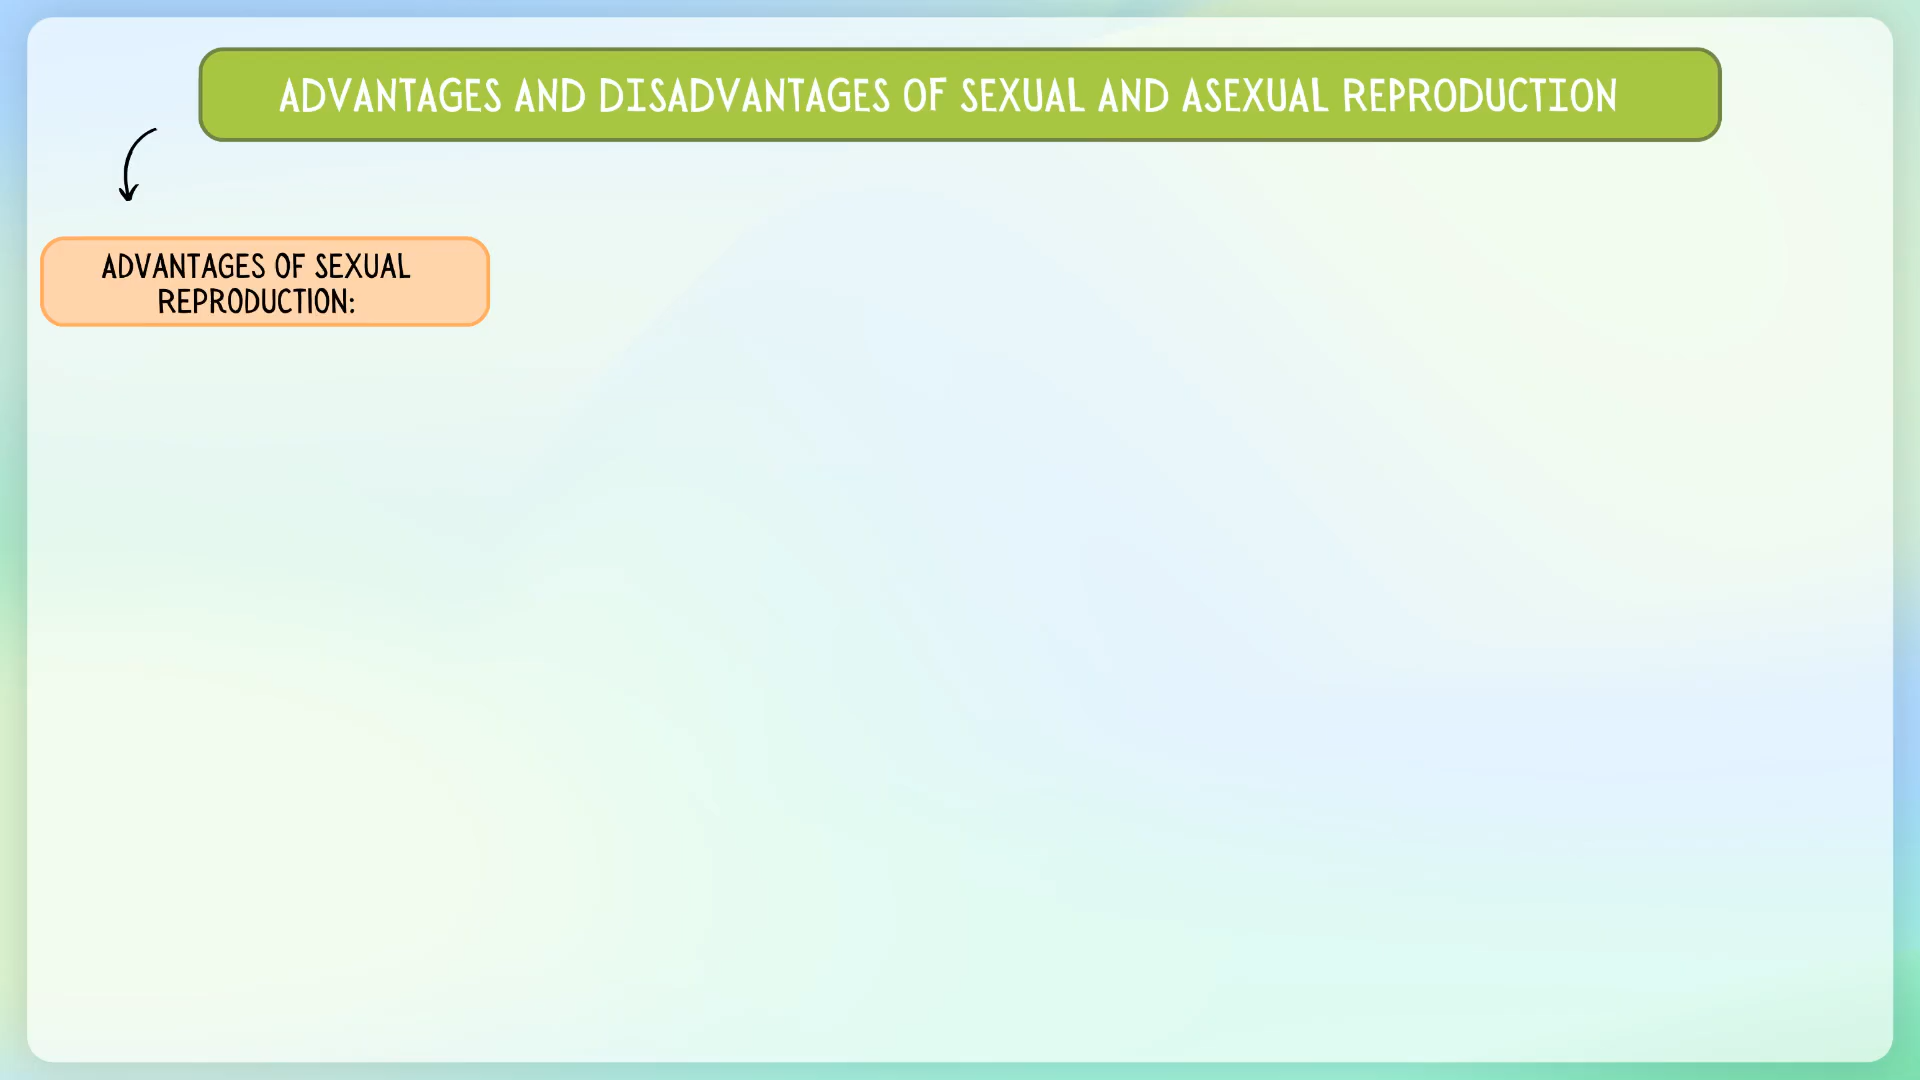 ADVANTAGES AND DISADVANTAGES OF SEXUAL AND ASEXUAL REPRODUCTION
ADVANTAGES OF SEXUAL
REPRODUCTION: